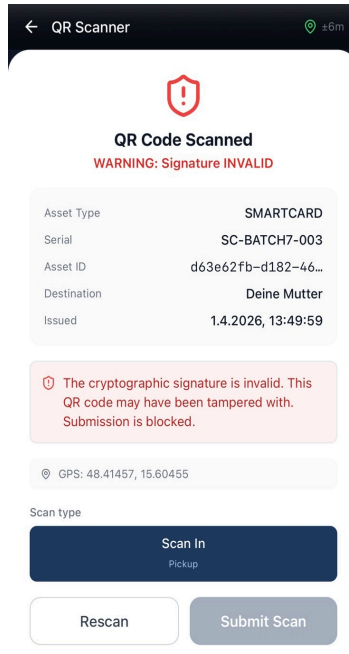 QR Scanner ±6m
QR Code Scanned
WARNING: Signature INVALID
Asset Type SMARTCARD
Serial SC-BATCH7-003
Asset ID d63e62fb-d182-46…
Destination Deine Mutter
Issued 1.4.2026, 13:49:59
The cryptographic signature is invalid. This
QR code may have been tampered with.
Submission is blocked.
GPS: 48.41457, 15.60455
Scan type
Scan In
Pickup
Rescan Submit Scan